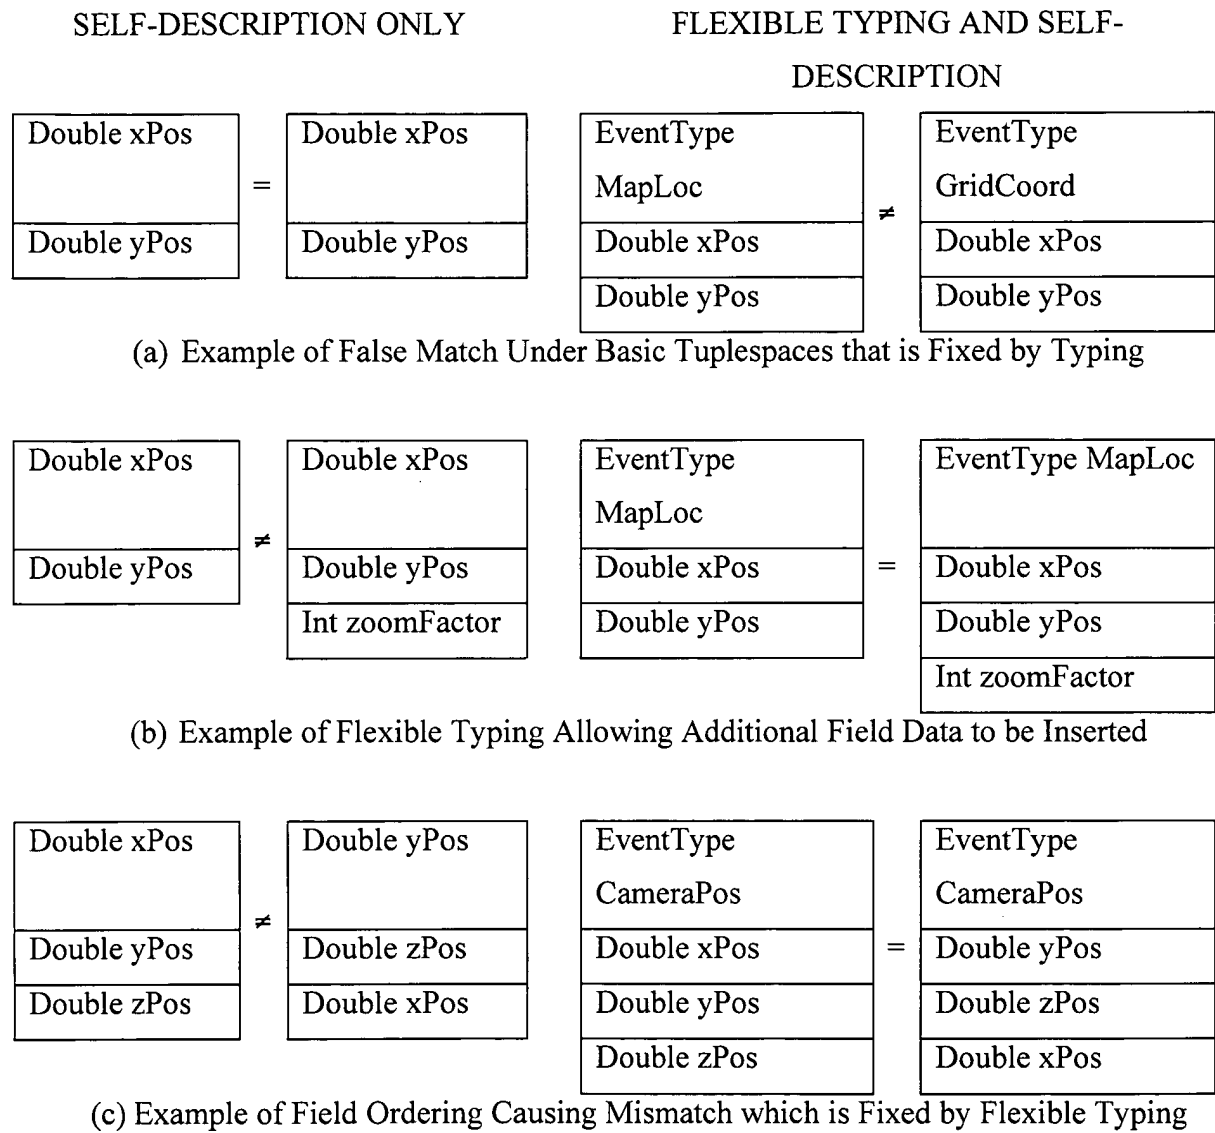 SELF-DESCRIPTION ONLY
FLEXIBLE TYPING AND SELF-
DESCRIPTION
Double xPos
Double yPos
=
Double xPos
Double yPos
EventType
MapLoc
Double xPos
Double yPos
≠
EventType
GridCoord
Double xPos
Double yPos
(a) Example of False Match Under Basic Tuplespaces that is Fixed by Typing
Double xPos
Double yPos
≠
Double xPos
Double yPos
Int zoomFactor
EventType
MapLoc
Double xPos
Double yPos
=
EventType MapLoc
Double xPos
Double yPos
Int zoomFactor
(b) Example of Flexible Typing Allowing Additional Field Data to be Inserted
Double xPos
Double yPos
Double zPos
≠
Double yPos
Double zPos
Double xPos
EventType
CameraPos
Double xPos
Double yPos
Double zPos
=
EventType
CameraPos
Double yPos
Double zPos
Double xPos
(c) Example of Field Ordering Causing Mismatch which is Fixed by Flexible Typing